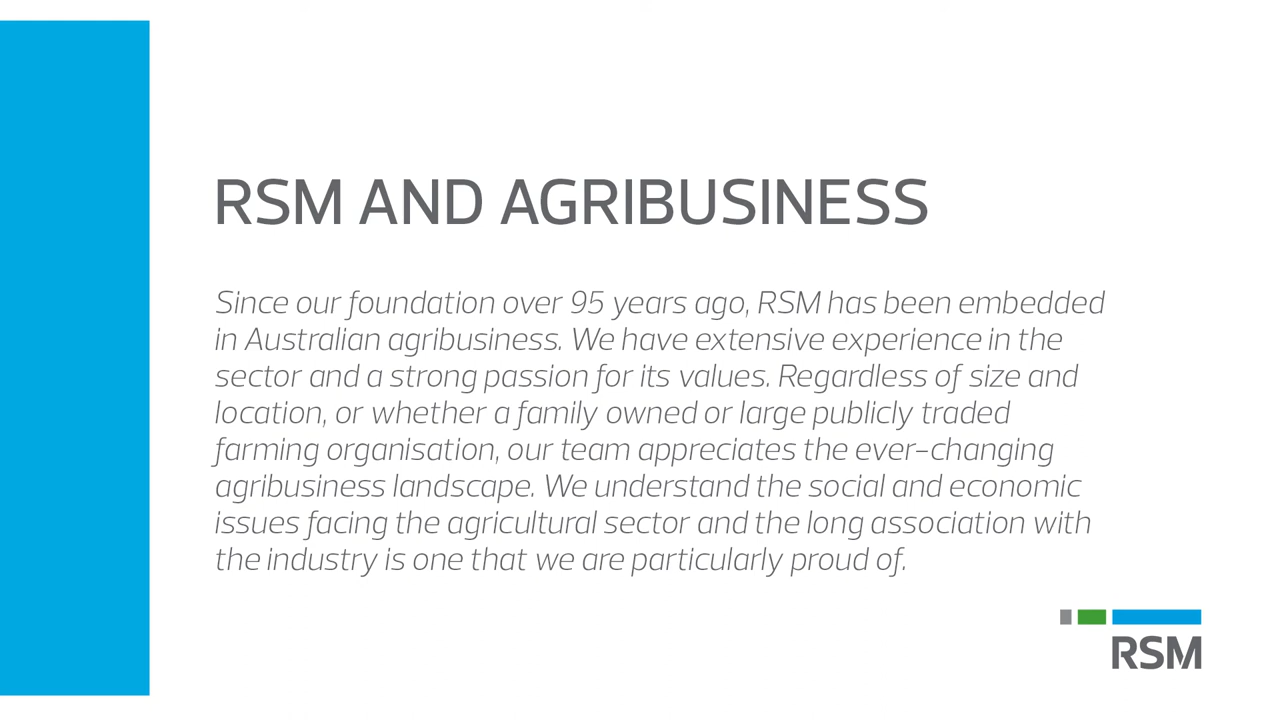 RSM AND AGRIBUSINESS
Since our foundation over 95 years ago, RSM has been embedded
in Australian agribusiness. We have extensive experience in the
sector and a strong passion for its values. Regardless of size and
location, or whether a family owned or large publicly traded
farming organisation, our team appreciates the ever-changing
agribusiness landscape. We understand the social and economic
issues facing the agricultural sector and the long association with
the industry is one that we are particularly proud of.
RSM